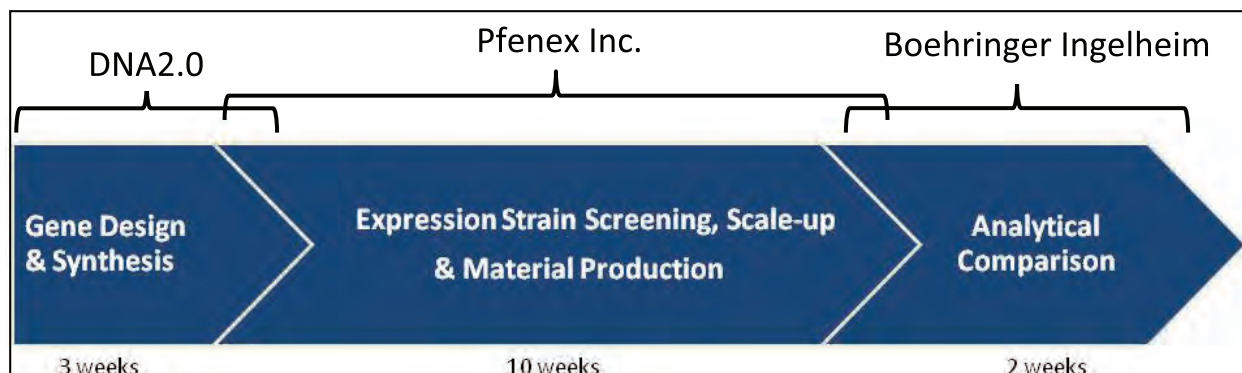 DNA2.0
Pfenex Inc.
Boehringer Ingelheim
Gene Design
& Synthesis
Expression Strain Screening, Scale-up
& Material Production
Analytical
Comparison
3 weeks
10 weeks
2 weeks